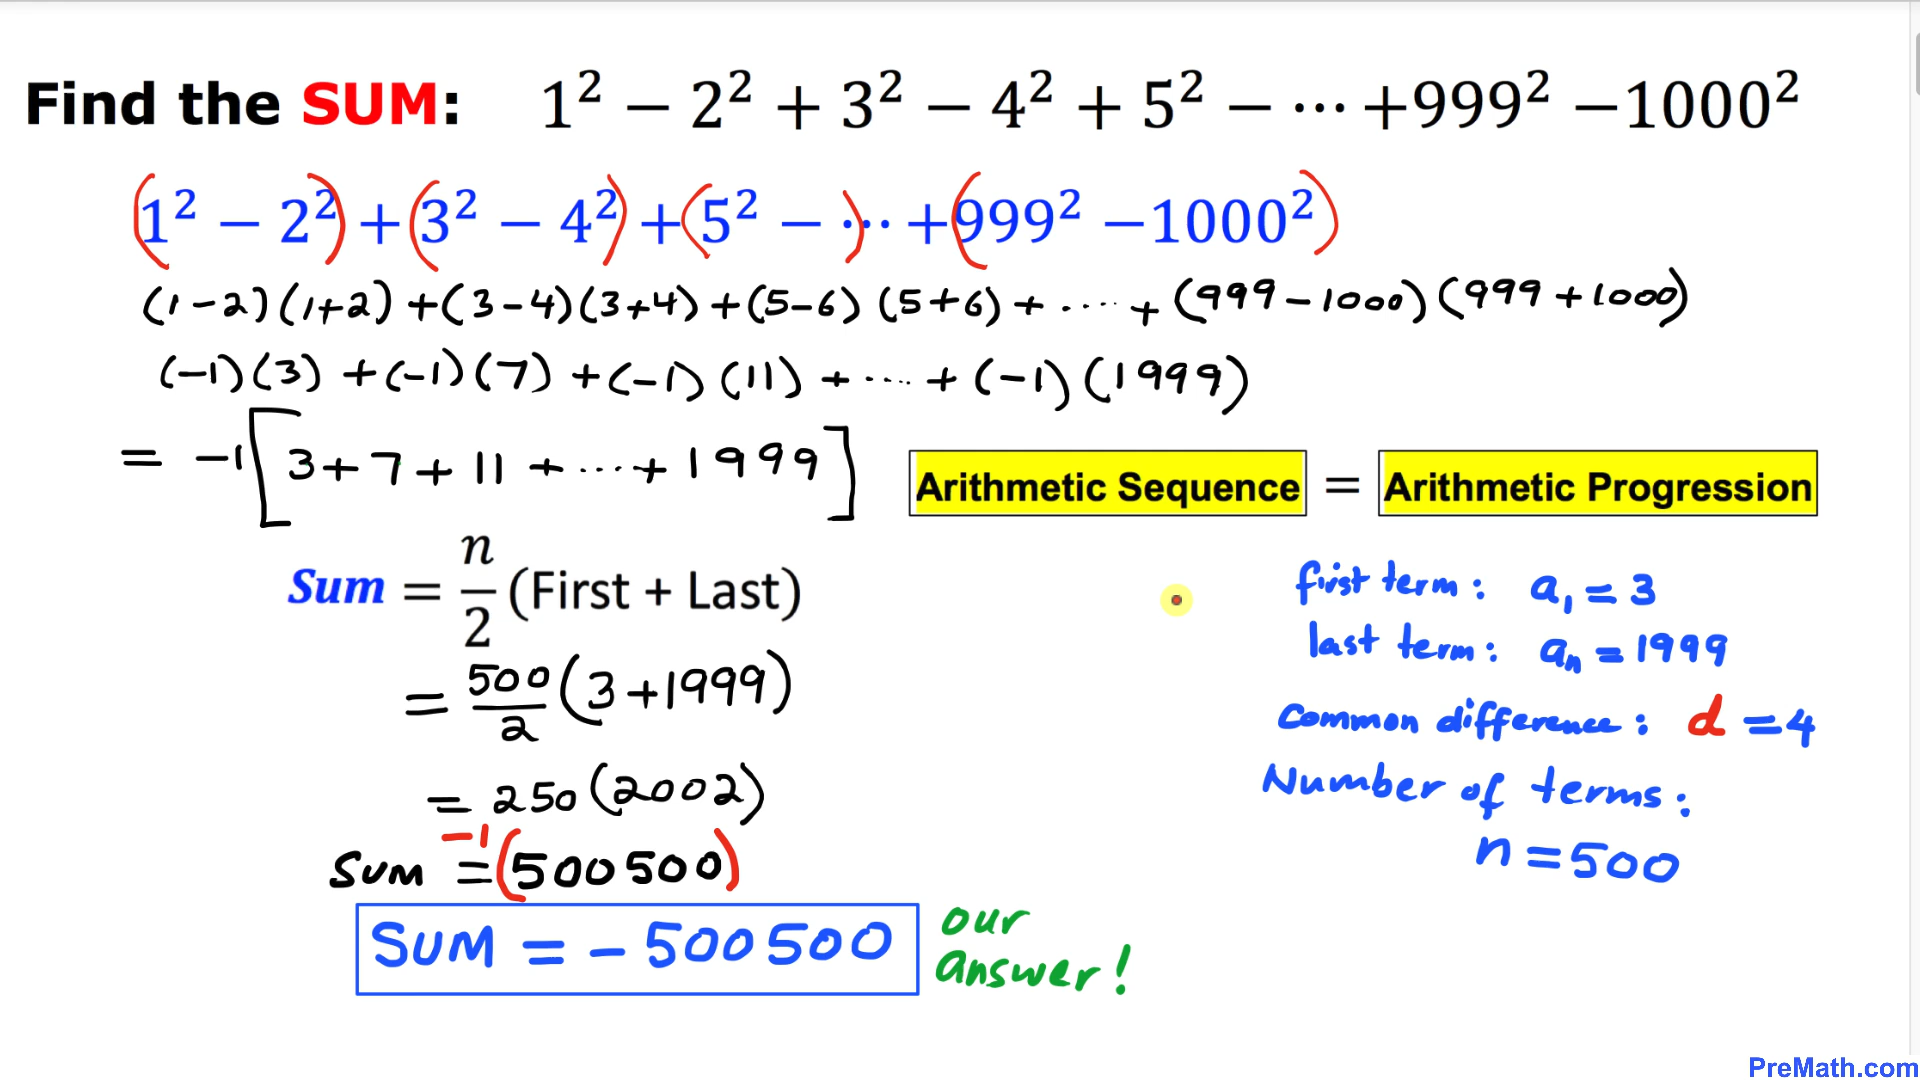 Find the SUM: 1² − 2² + 3² − 4² + 5² − ⋯ +999² −1000²
(1² − 2²) +(3² − 4²) +(5² − )⋯ +(999² −1000²)
(1−2)(1+2) +(3−4)(3+4) +(5−6)(5+6) + ····· + (999−1000)(999+1000)
(−1)(3) +(−1)(7) +(−1)(11) + ····· + (−1)(1999)
= −1[3+7+11 + ·····+ 1999]
Arithmetic Sequence = Arithmetic Progression
Sum = n/2 (First + Last)
= 500/2 (3+1999)
= 250(2002)
Sum = −1(500500)
SUM = −500500
our
answer!
first term: a₁ = 3
last term: aₙ = 1999
Common difference: d = 4
Number of terms:
n = 500
PreMath.com